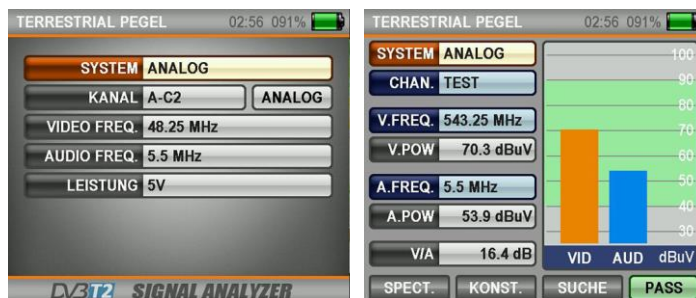 TERRESTRIAL PEGEL 02:56 091%
SYSTEM ANALOG
KANAL A-C2 ANALOG
VIDEO FREQ. 48.25 MHz
AUDIO FREQ. 5.5 MHz
LEISTUNG 5V
DVB T2 SIGNAL ANALYZER
TERRESTRIAL PEGEL 02:56 091%
SYSTEM ANALOG
CHAN. TEST
V.FREQ. 543.25 MHz
V.POW 70.3 dBuV
A.FREQ. 5.5 MHz
A.POW 53.9 dBuV
V/A 16.4 dB
100
90
80
70
60
50
40
30
VID AUD dBuV
SPECT. KONST. SUCHE PASS